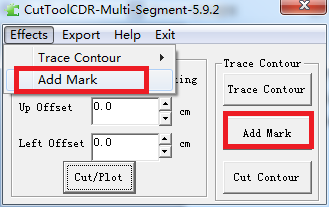 CutToolCDR-Multi-Segment-5.9.2
Effects Export Help Exit
Trace Contour
Add Mark
Up Offset 0.0 cm
Left Offset 0.0 cm
Cut/Plot
Trace Contour
Trace Contour
Add Mark
Cut Contour